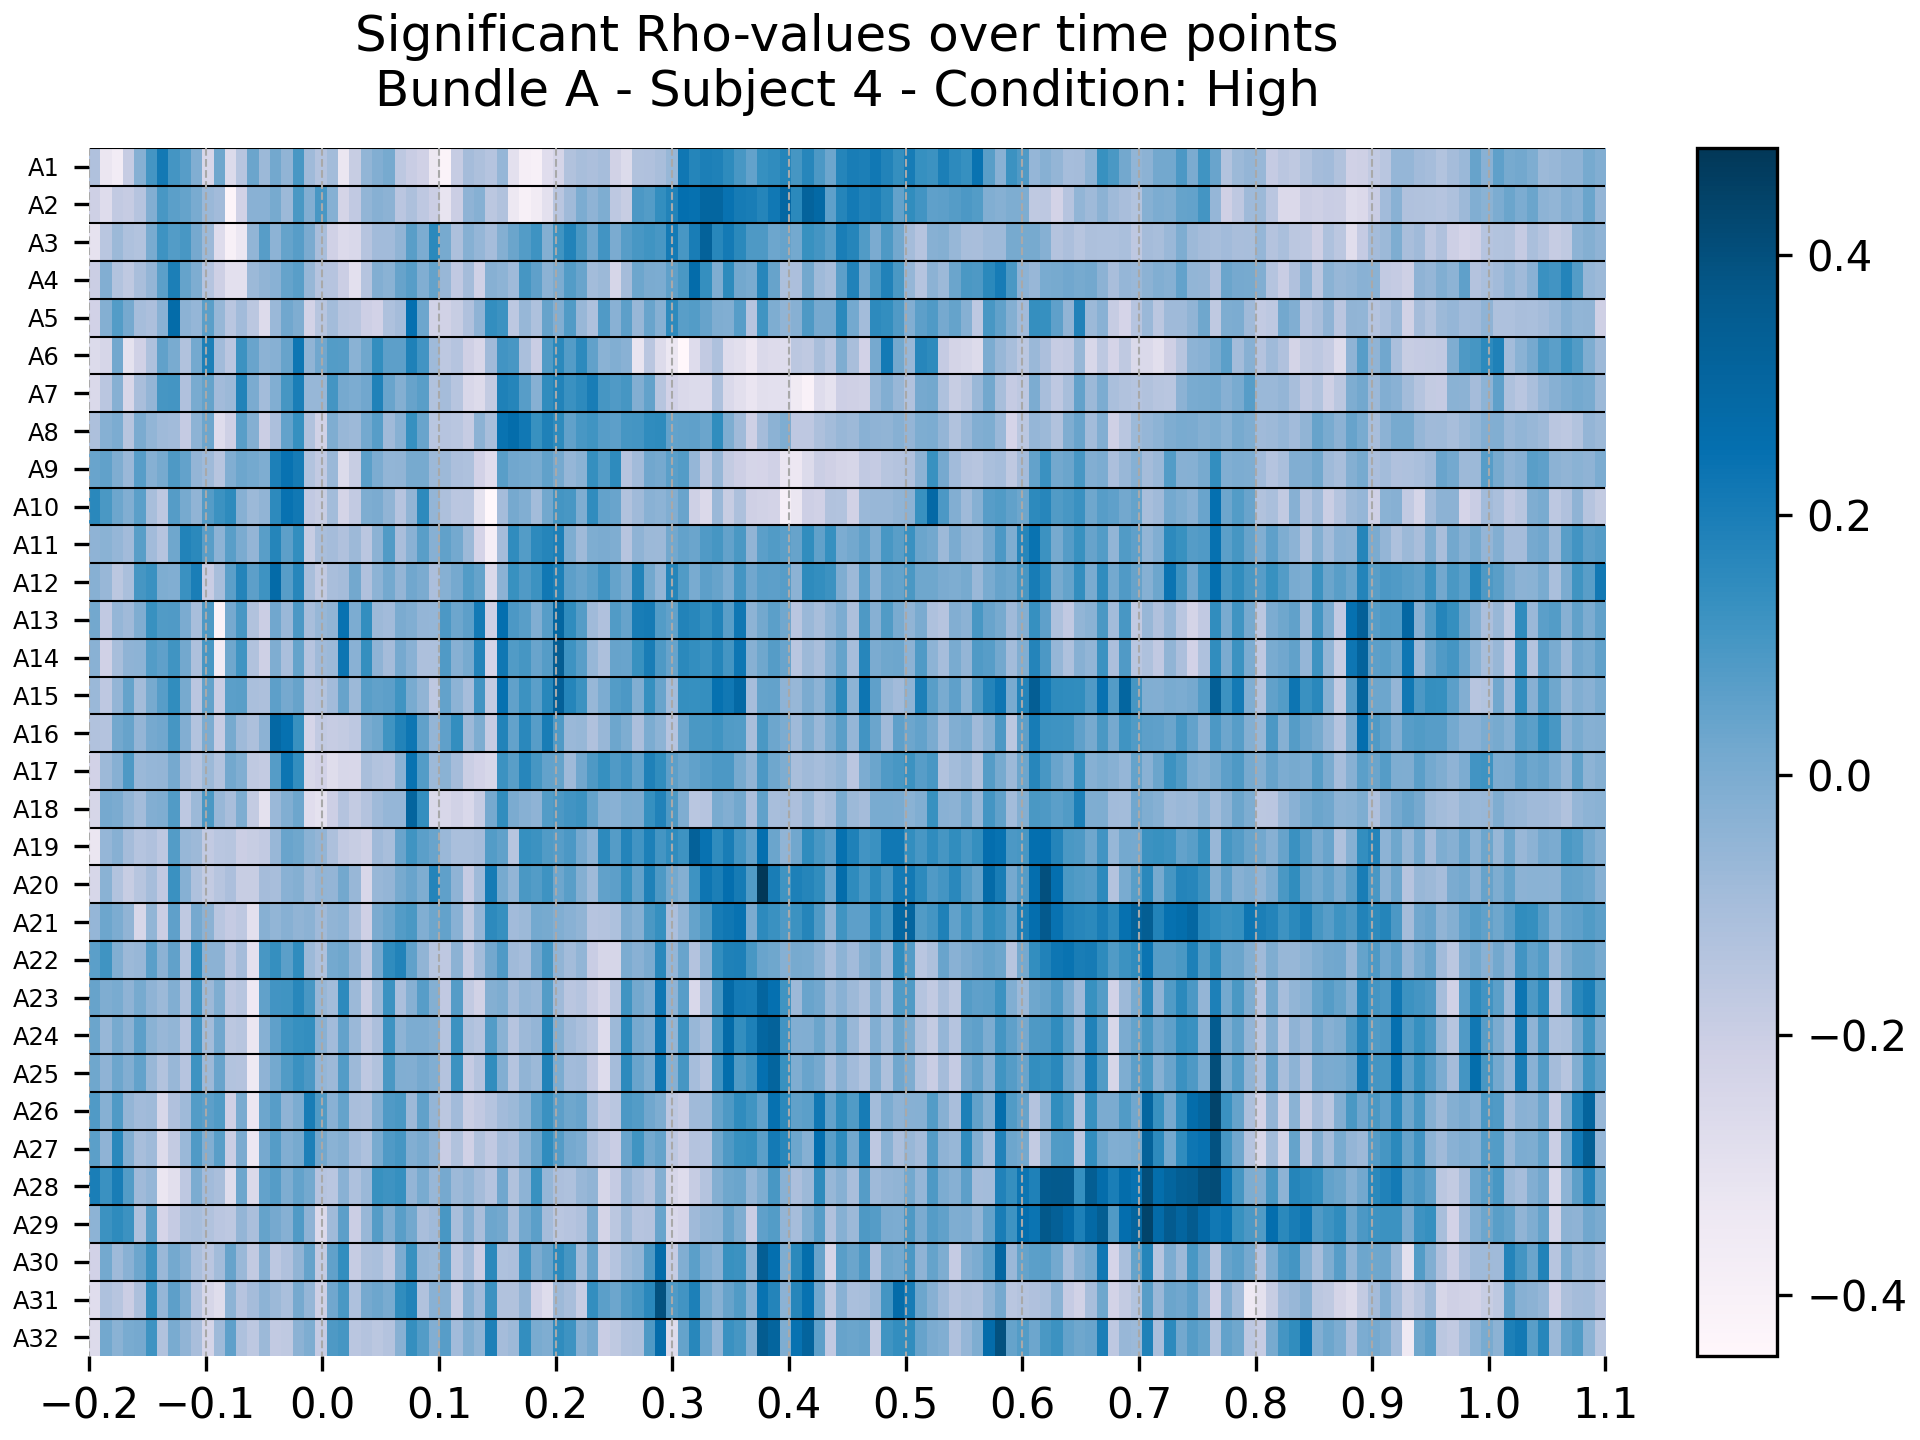 Significant Rho-values over time points
Bundle A - Subject 4 - Condition: High
A1
A2
A3
A4
A5
A6
A7
A8
A9
A10
A11
A12
A13
A14
A15
A16
A17
A18
A19
A20
A21
A22
A23
A24
A25
A26
A27
A28
A29
A30
A31
A32
−0.2 −0.1 0.0 0.1 0.2 0.3 0.4 0.5 0.6 0.7 0.8 0.9 1.0 1.1
0.4
0.2
0.0
−0.2
−0.4